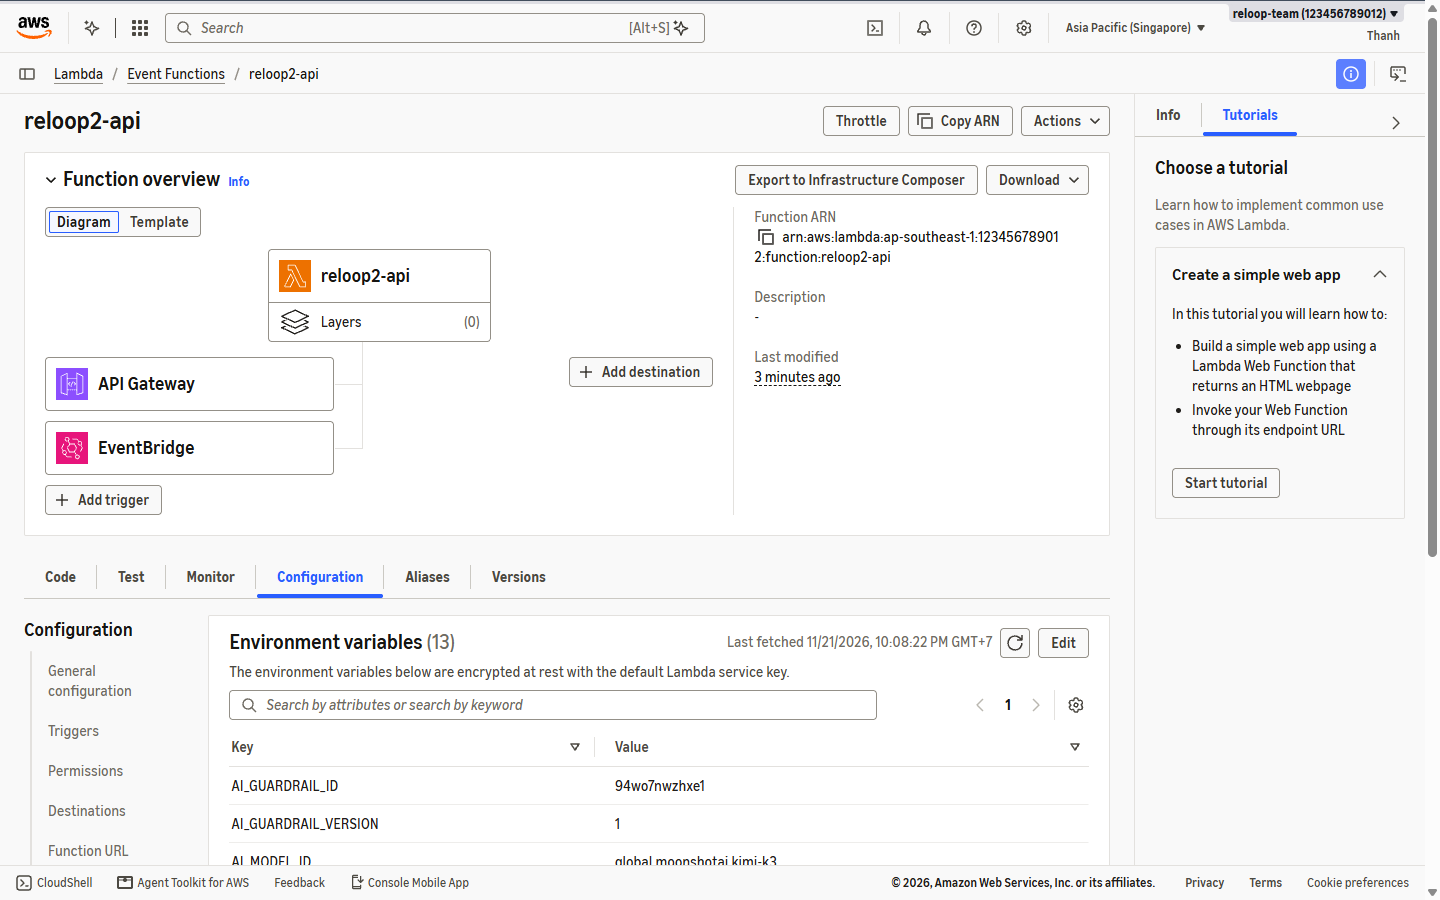 aws
Search
[Alt+S]
Asia Pacific (Singapore)
reloop-team (123456789012)
Thanh
Lambda / Event Functions / reloop2-api
reloop2-api
Throttle
Copy ARN
Actions
Function overview Info
Export to Infrastructure Composer
Download
Diagram
Template
reloop2-api
Layers
(0)
API Gateway
EventBridge
+ Add trigger
+ Add destination
Function ARN
arn:aws:lambda:ap-southeast-1:12345678901
2:function:reloop2-api
Description
-
Last modified
3 minutes ago
Code
Test
Monitor
Configuration
Aliases
Versions
Configuration
General
configuration
Triggers
Permissions
Destinations
Function URL
Environment variables (13)
Last fetched 11/21/2026, 10:08:22 PM GMT+7
Edit
The environment variables below are encrypted at rest with the default Lambda service key.
Search by attributes or search by keyword
1
Key
Value
AI_GUARDRAIL_ID
94wo7nwzhxe1
AI_GUARDRAIL_VERSION
1
AI_MODEL_ID
global.moonshotai.kimi-k3
Info
Tutorials
Choose a tutorial
Learn how to implement common use
cases in AWS Lambda.
Create a simple web app
In this tutorial you will learn how to:
• Build a simple web app using a
Lambda Web Function that
returns an HTML webpage
• Invoke your Web Function
through its endpoint URL
Start tutorial
CloudShell
Agent Toolkit for AWS
Feedback
Console Mobile App
© 2026, Amazon Web Services, Inc. or its affiliates.
Privacy
Terms
Cookie preferences